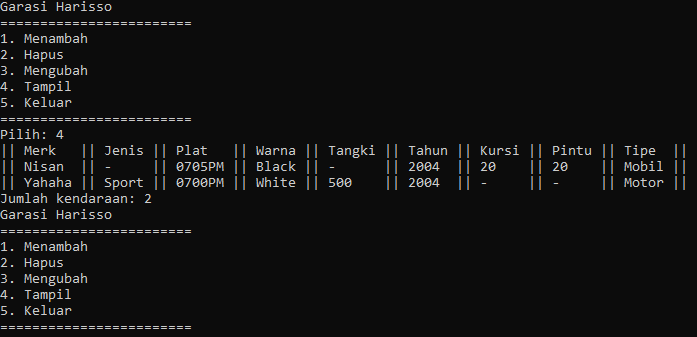 Garasi Harisso
========================
1. Menambah
2. Hapus
3. Mengubah
4. Tampil
5. Keluar
========================
Pilih: 4
|| Merk   || Jenis || Plat   || Warna || Tangki || Tahun || Kursi || Pintu || Tipe  ||
|| Nisan  || -     || 0705PM || Black || -      || 2004  || 20    || 20    || Mobil ||
|| Yahaha || Sport || 0700PM || White || 500    || 2004  || -     || -     || Motor ||
Jumlah kendaraan: 2
Garasi Harisso
========================
1. Menambah
2. Hapus
3. Mengubah
4. Tampil
5. Keluar
========================